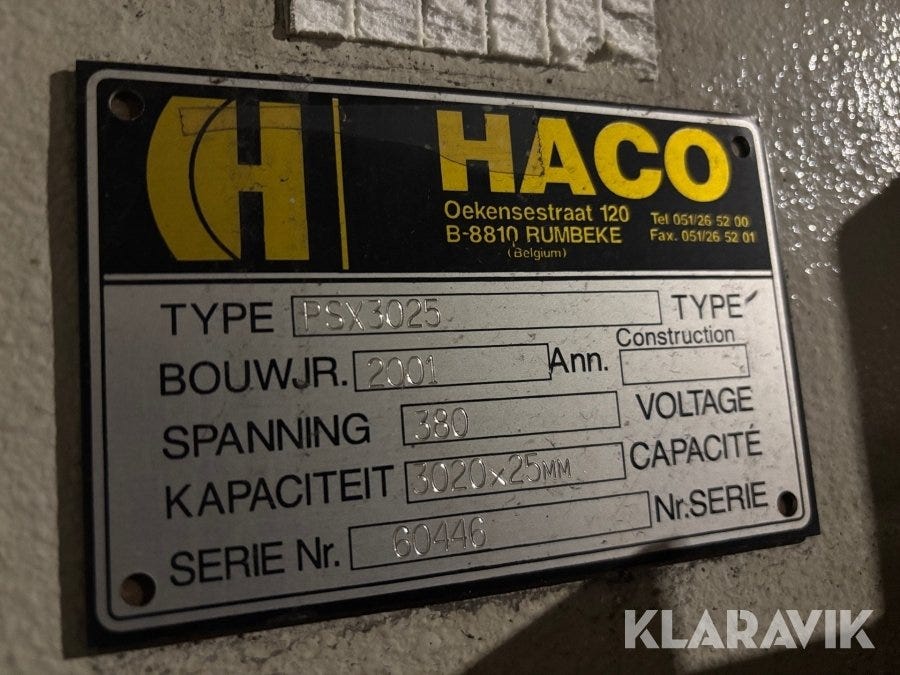 H HACO
Oekensestraat 120 Tel 051/26 52 00
B-8810 RUMBEKE Fax. 051/26 52 01
(Belgium)
TYPE PSX3025 TYPE
BOUWJR. 2001 Ann. Construction
SPANNING 380 VOLTAGE
KAPACITEIT 3020x25MM CAPACITÉ
SERIE Nr. 60446 Nr.SERIE
KLARAVIK